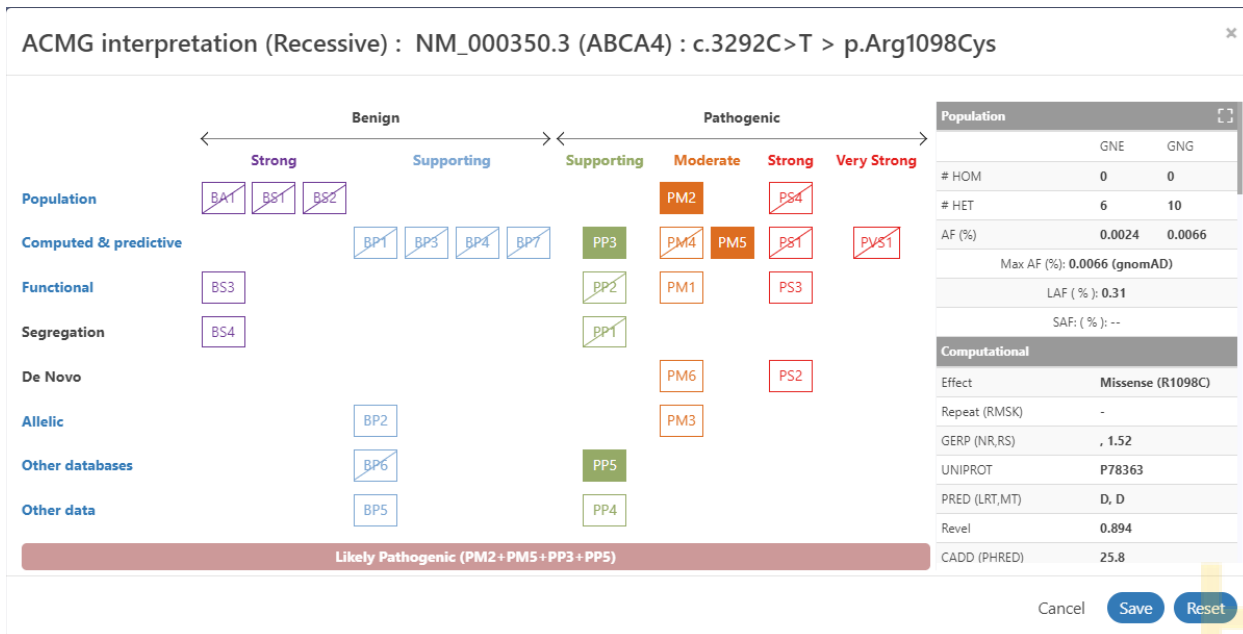 ACMG interpretation (Recessive) : NM_000350.3 (ABCA4) : c.3292C>T > p.Arg1098Cys
×
Benign Pathogenic
Strong Supporting Supporting Moderate Strong Very Strong
Population BA1 BS1 BS2 PM2 PS4
Computed & predictive BP1 BP3 BP4 BP7 PP3 PM4 PM5 PS1 PVS1
Functional BS3 PP2 PM1 PS3
Segregation BS4 PP1
De Novo PM6 PS2
Allelic BP2 PM3
Other databases BP6 PP5
Other data BP5 PP4
Likely Pathogenic (PM2+PM5+PP3+PP5)
Population
GNE GNG
# HOM 0 0
# HET 6 10
AF (%) 0.0024 0.0066
Max AF (%): 0.0066 (gnomAD)
LAF ( % ): 0.31
SAF: ( % ): --
Computational
Effect Missense (R1098C)
Repeat (RMSK) -
GERP (NR,RS) , 1.52
UNIPROT P78363
PRED (LRT,MT) D, D
Revel 0.894
CADD (PHRED) 25.8
Cancel Save Reset